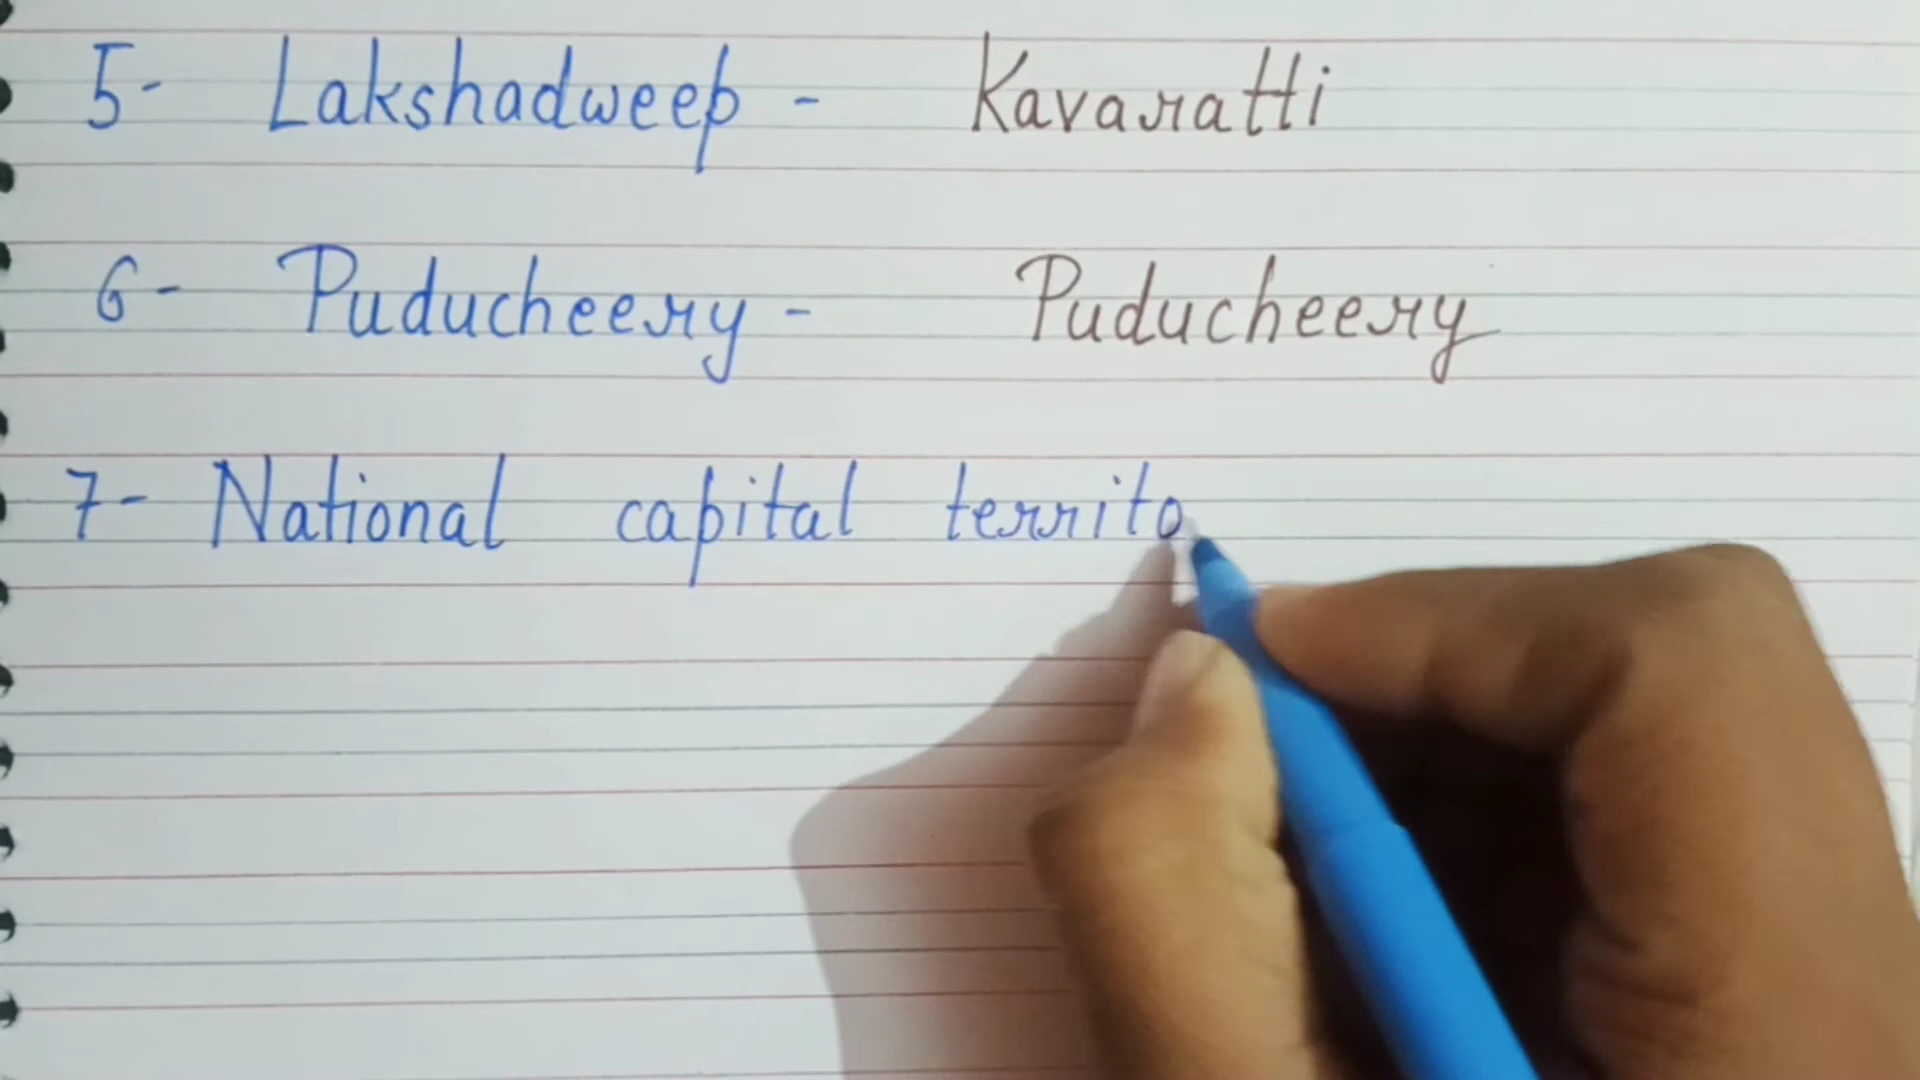 5- Lakshadweep - Kavaratti
6- Puducheery - Puducheery
7- National capital territo